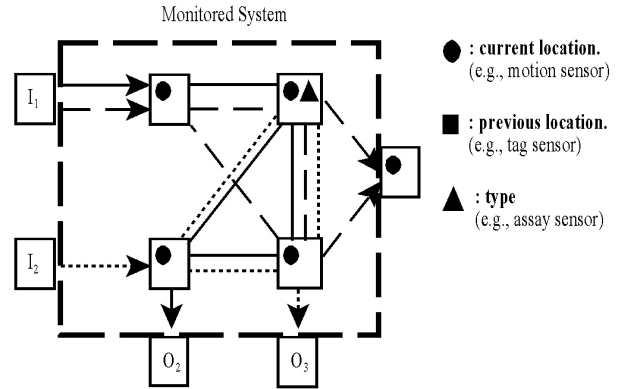 Monitored System
I1
I2
O2
O3
: current location.
(e.g., motion sensor)
: previous location.
(e.g., tag sensor)
: type
(e.g., assay sensor)